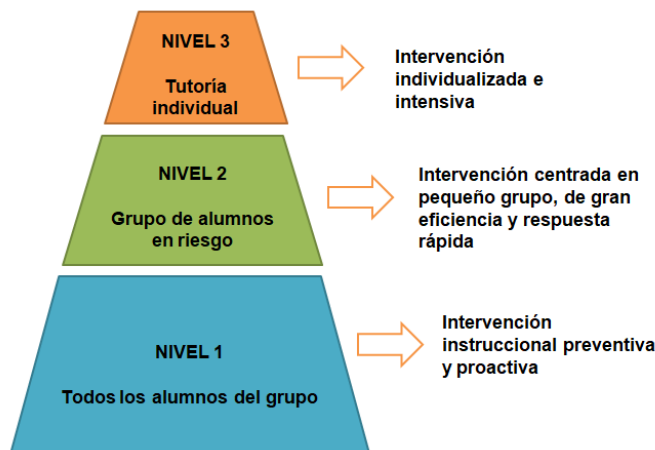 NIVEL 3
Tutoría
individual
Intervención
individualizada e
intensiva
NIVEL 2
Grupo de alumnos
en riesgo
Intervención centrada en
pequeño grupo, de gran
eficiencia y respuesta
rápida
NIVEL 1
Todos los alumnos del grupo
Intervención
instruccional preventiva
y proactiva